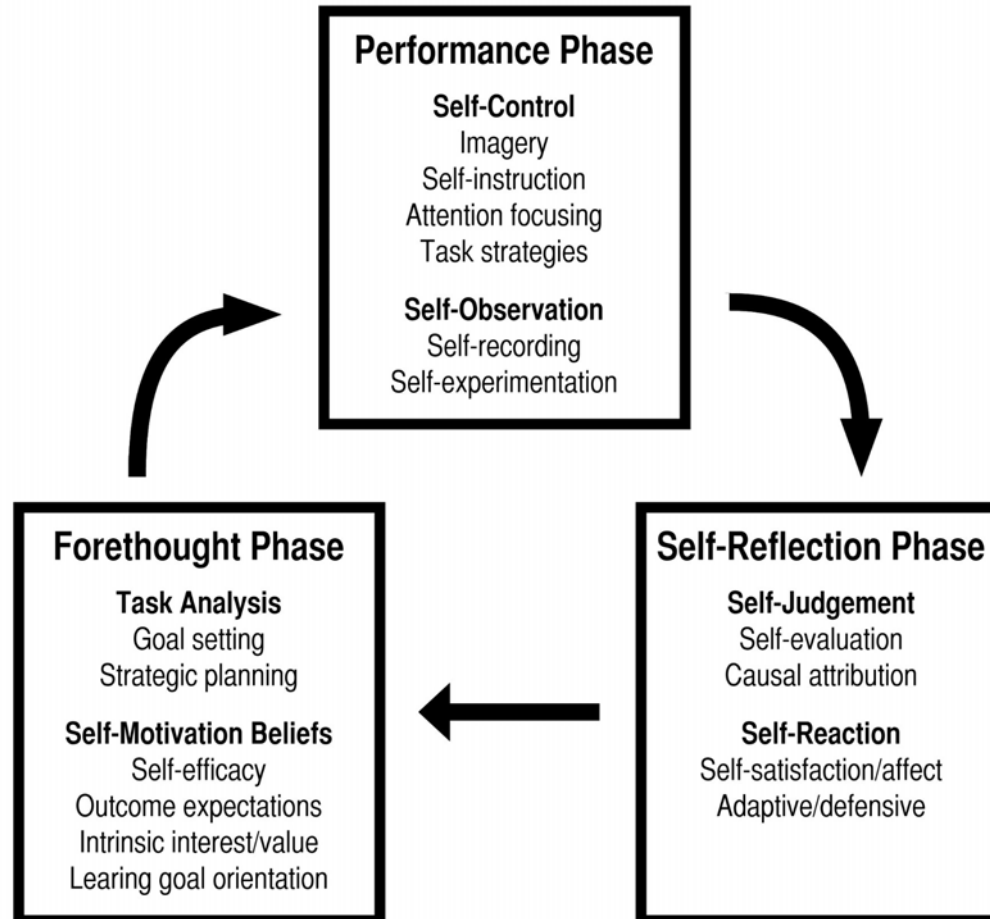 Performance Phase
Self-Control
Imagery
Self-instruction
Attention focusing
Task strategies
Self-Observation
Self-recording
Self-experimentation
Forethought Phase
Task Analysis
Goal setting
Strategic planning
Self-Motivation Beliefs
Self-efficacy
Outcome expectations
Intrinsic interest/value
Learing goal orientation
Self-Reflection Phase
Self-Judgement
Self-evaluation
Causal attribution
Self-Reaction
Self-satisfaction/affect
Adaptive/defensive